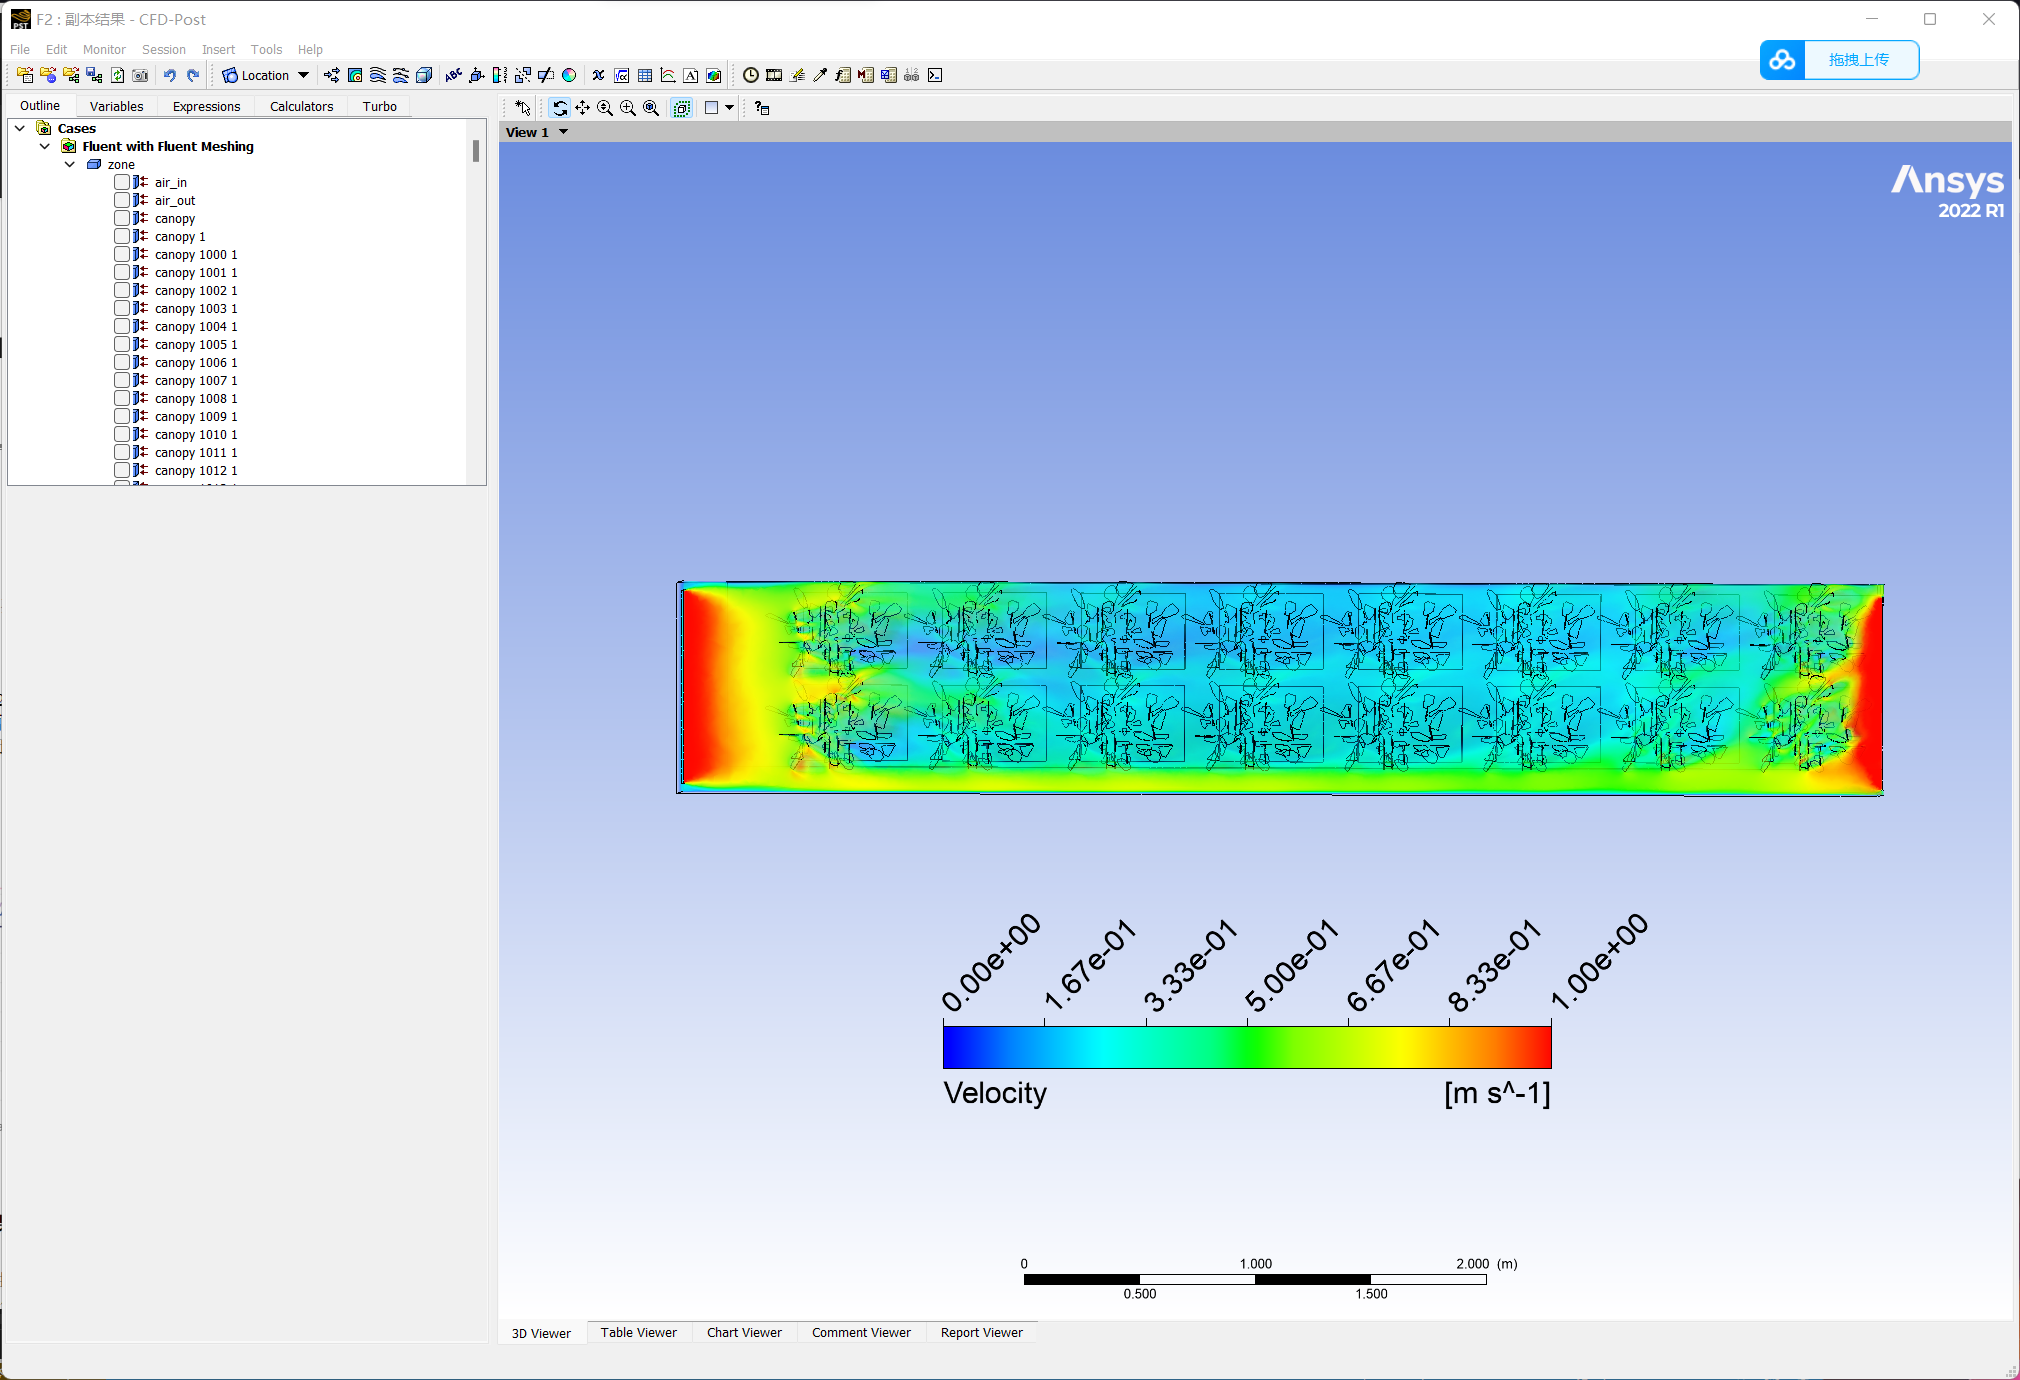 F2 : 副本结果 - CFD-Post
File Edit Monitor Session Insert Tools Help
拖拽上传
Location
Outline Variables Expressions Calculators Turbo
View 1
Cases
Fluent with Fluent Meshing
zone
air_in
air_out
canopy
canopy 1
canopy 1000 1
canopy 1001 1
canopy 1002 1
canopy 1003 1
canopy 1004 1
canopy 1005 1
canopy 1006 1
canopy 1007 1
canopy 1008 1
canopy 1009 1
canopy 1010 1
canopy 1011 1
canopy 1012 1
Ansys
2022 R1
0.00e+00 1.67e-01 3.33e-01 5.00e-01 6.67e-01 8.33e-01 1.00e+00
Velocity [m s^-1]
0 1.000 2.000 (m)
0.500 1.500
3D Viewer Table Viewer Chart Viewer Comment Viewer Report Viewer